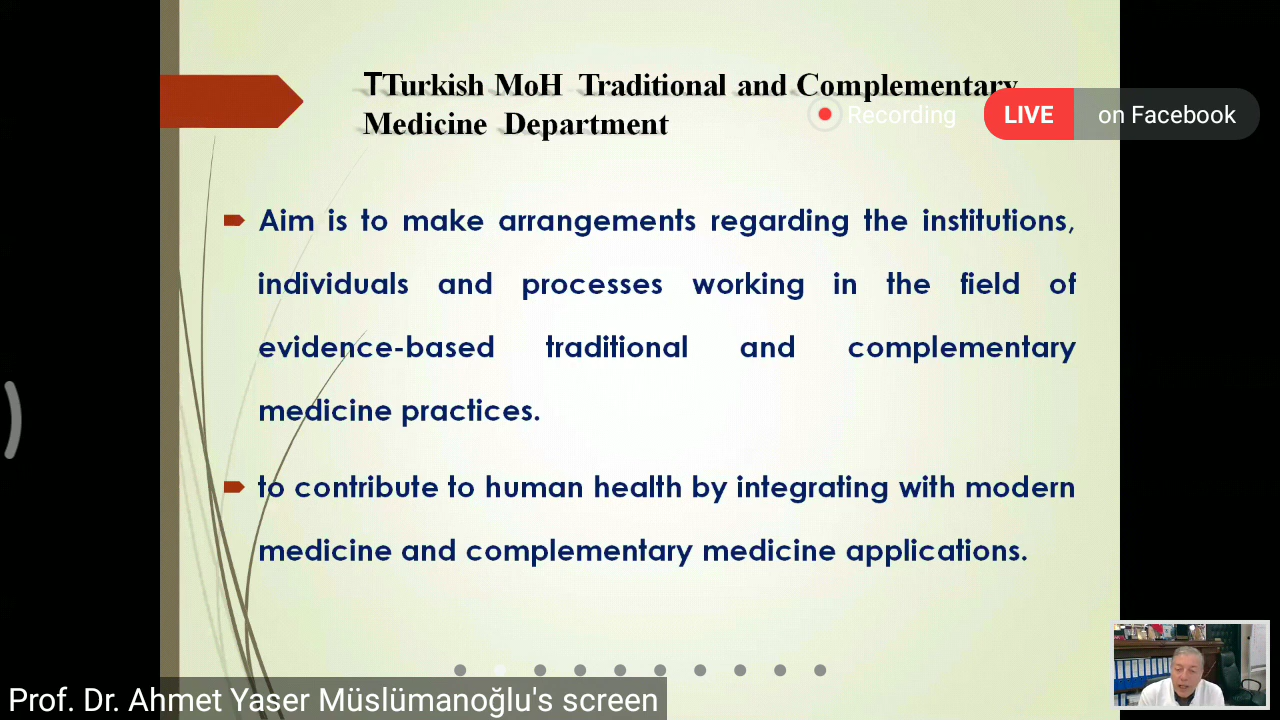 TTurkish MoH Traditional and Complementary
Medicine Department
Recording
LIVE on Facebook
Aim is to make arrangements regarding the institutions,
individuals and processes working in the field of
evidence-based traditional and complementary
medicine practices.
to contribute to human health by integrating with modern
medicine and complementary medicine applications.
Prof. Dr. Ahmet Yaser Müslümanoğlu's screen